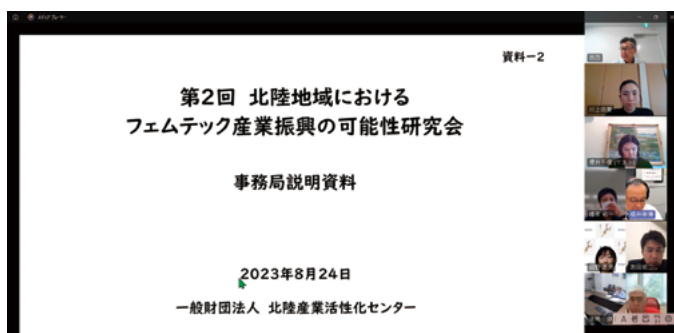 資料-2
第2回 北陸地域における
フェムテック産業振興の可能性研究会
事務局説明資料
2023年8月24日
一般財団法人 北陸産業活性化センター